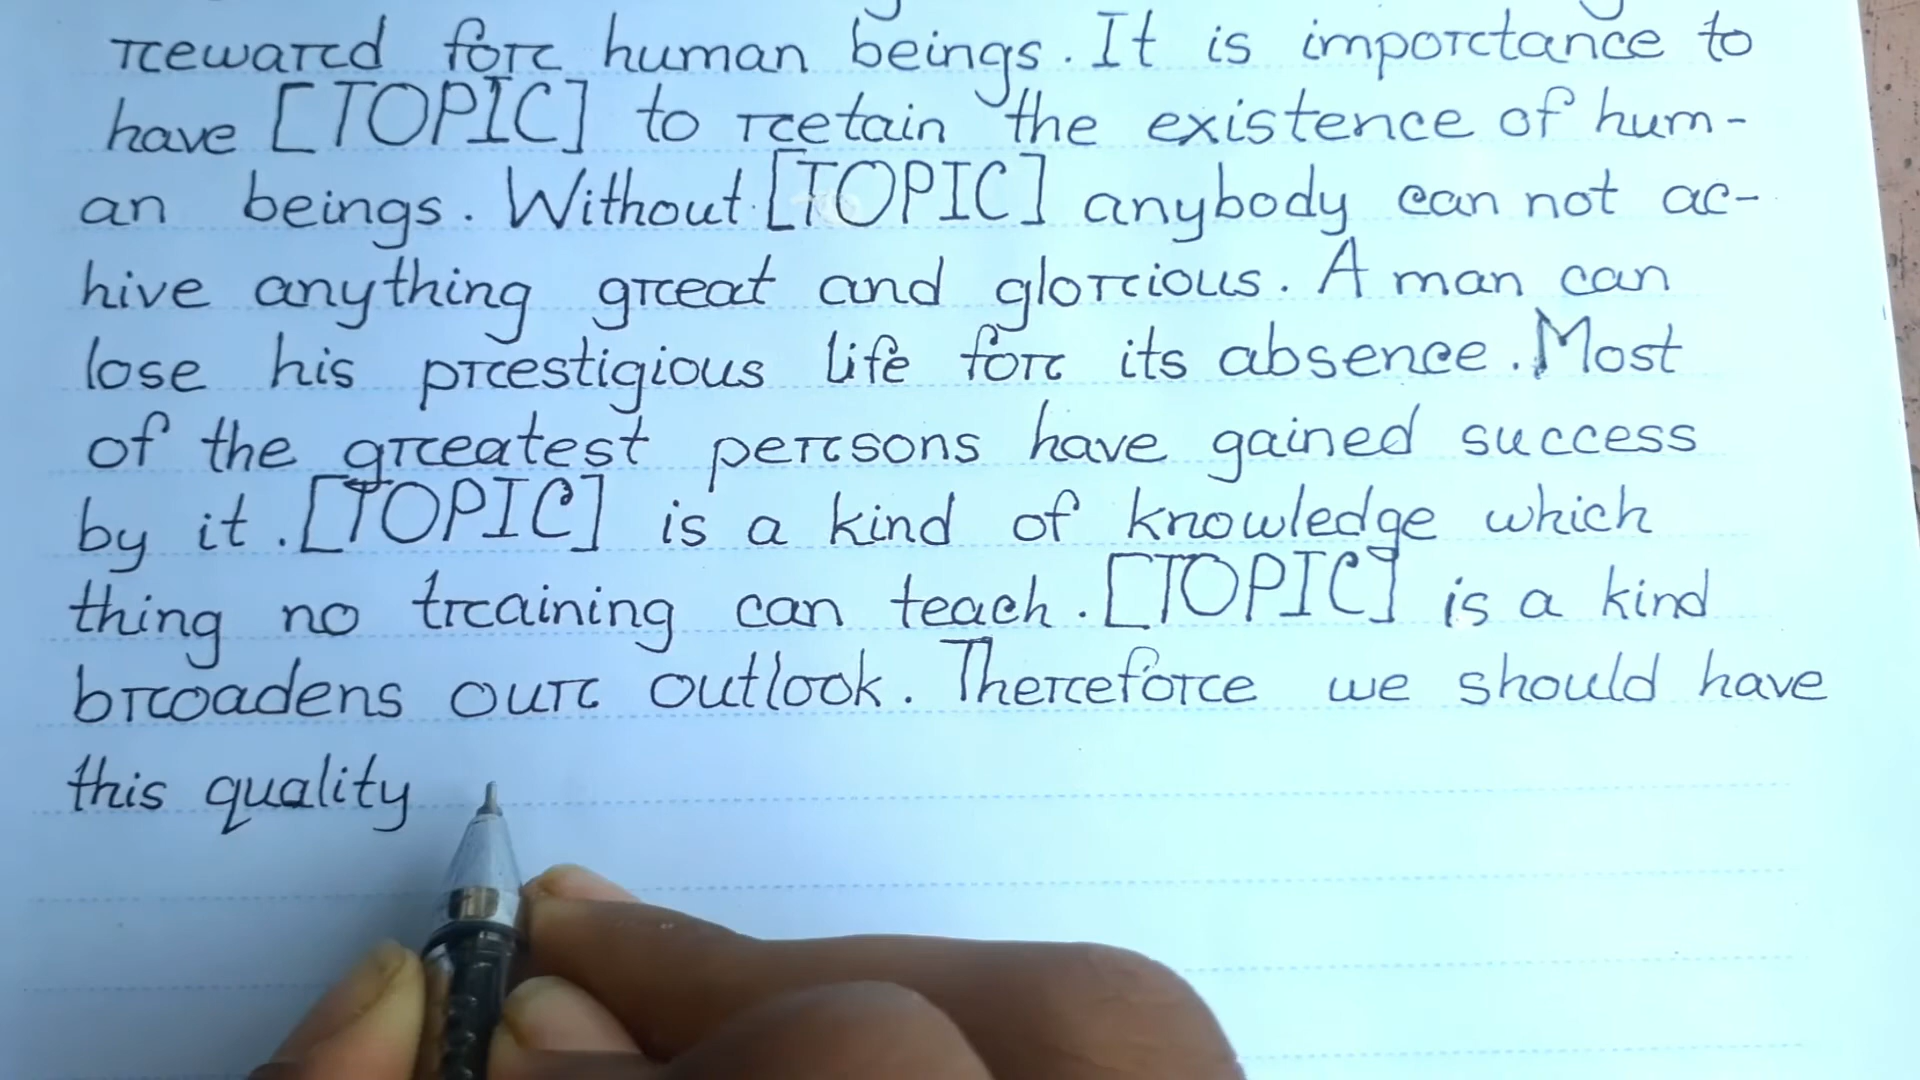 reward for human beings. It is importance to
have [TOPIC] to retain the existence of hum-
an beings. Without [TOPIC] anybody can not ac-
hive anything great and glorious. A man can
lose his prestigious life for its absence. Most
of the greatest persons have gained success
by it. [TOPIC] is a kind of knowledge which
thing no training can teach. [TOPIC] is a kind
broadens our outlook. Therefore we should have
this quality